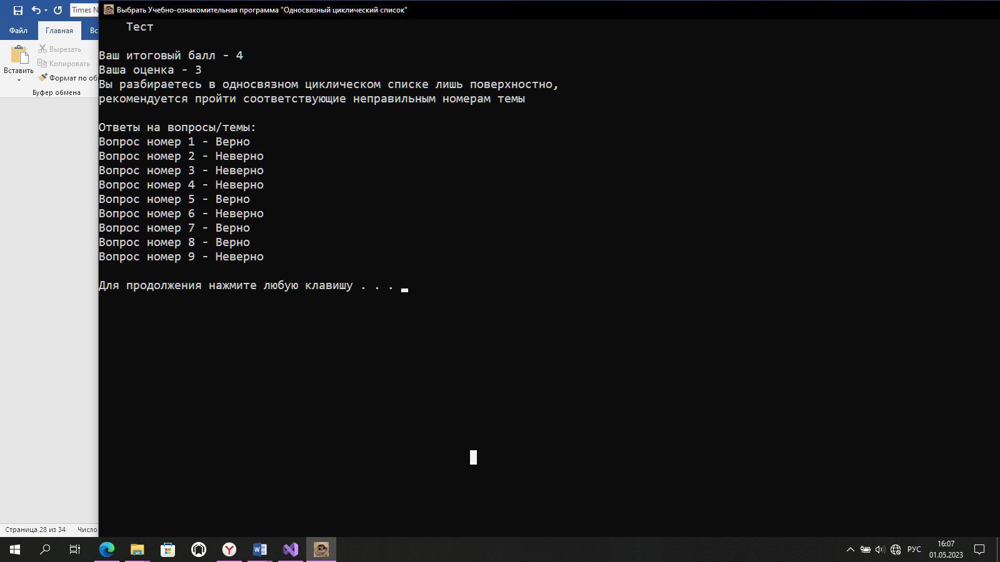 Times N
Выбрать Учебно-ознакомительная программа "Односвязный циклический список"
Файл
Главная
Вс
Вставить
Вырезать
Копировать
Формат по об
Буфер обмена
Тест
Ваш итоговый балл - 4
Ваша оценка - 3
Вы разбираетесь в односвязном циклическом списке лишь поверхностно,
рекомендуется пройти соответствующие неправильным номерам темы
Ответы на вопросы/темы:
Вопрос номер 1 - Верно
Вопрос номер 2 - Неверно
Вопрос номер 3 - Неверно
Вопрос номер 4 - Неверно
Вопрос номер 5 - Верно
Вопрос номер 6 - Неверно
Вопрос номер 7 - Верно
Вопрос номер 8 - Верно
Вопрос номер 9 - Неверно
Для продолжения нажмите любую клавишу . . .
Страница 28 из 34
Число
РУС
16:07
01.05.2023